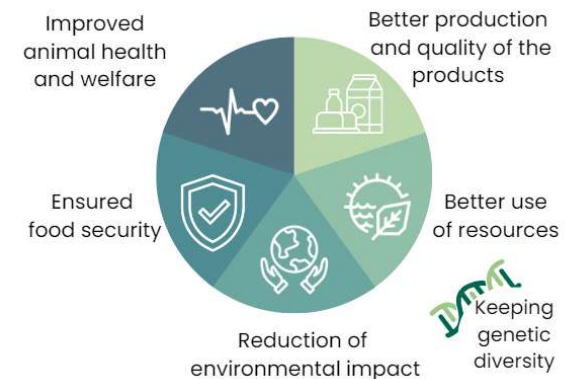 Improved
animal health
and welfare
Better production
and quality of the
products
Ensured
food security
Better use
of resources
Reduction of
environmental impact
Keeping
genetic
diversity